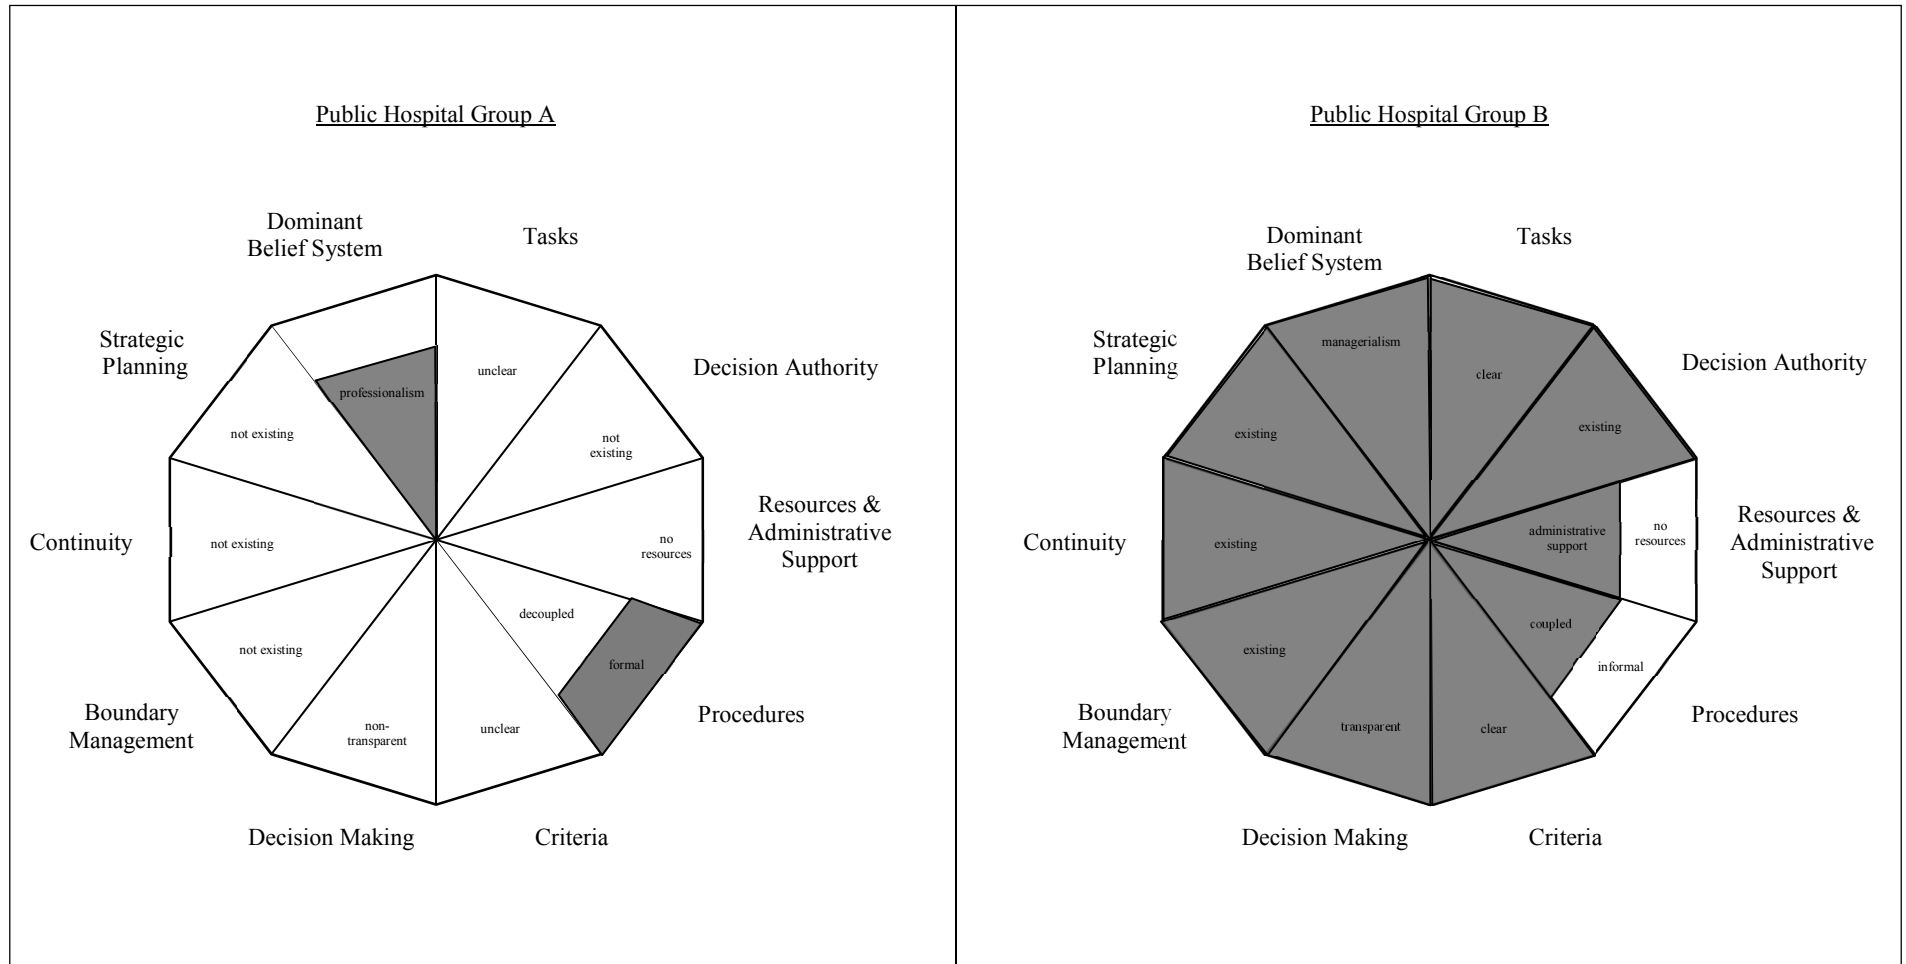 Public Hospital Group A
Dominant
Belief System
Tasks
Strategic
Planning
Decision Authority
professionalism
unclear
not existing
not
existing
Continuity
not existing
no
resources
Resources &
Administrative
Support
decoupled
formal
not existing
Boundary
Management
non-
transparent
unclear
Procedures
Decision Making
Criteria
Public Hospital Group B
Dominant
Belief System
Tasks
Strategic
Planning
Decision Authority
managerialism
clear
existing
existing
Continuity
existing
administrative
support
no
resources
Resources &
Administrative
Support
coupled
informal
existing
Boundary
Management
transparent
clear
Procedures
Decision Making
Criteria